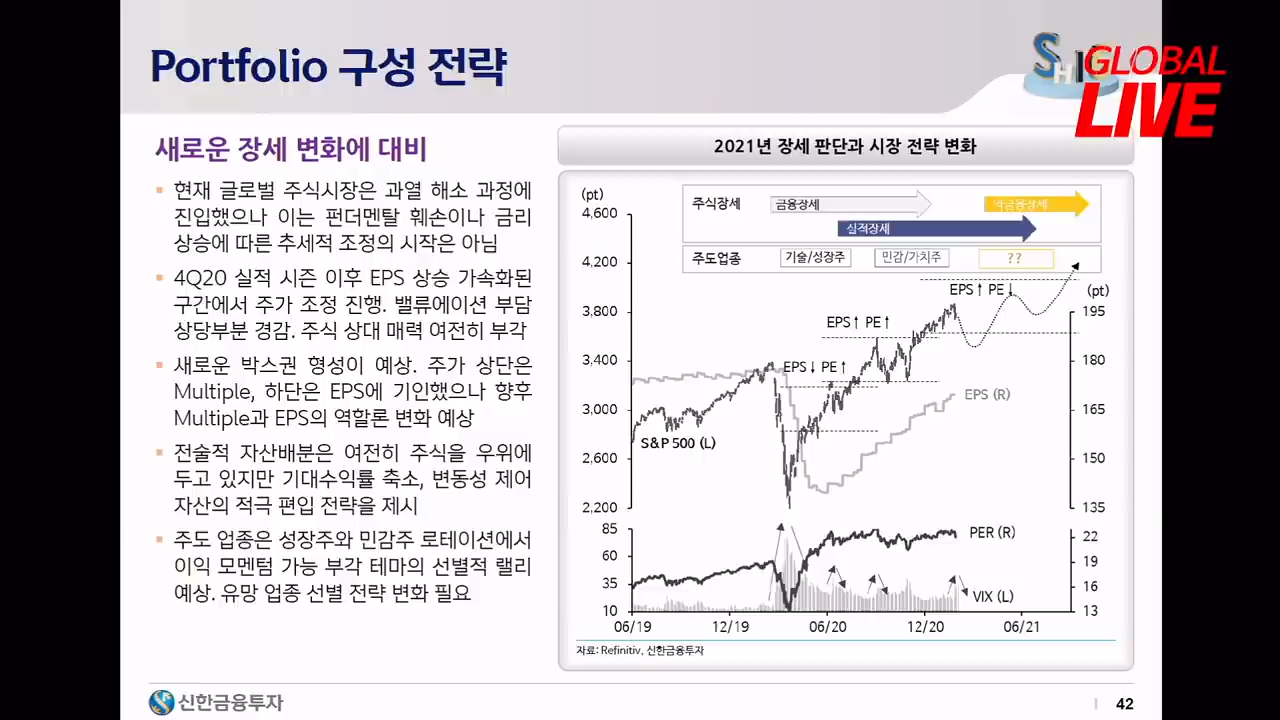 Portfolio 구성 전략
SHIC
GLOBAL
LIVE
새로운 장세 변화에 대비
현재 글로벌 주식시장은 과열 해소 과정에
진입했으나 이는 펀더멘탈 훼손이나 금리
상승에 따른 추세적 조정의 시작은 아님
4Q20 실적 시즌 이후 EPS 상승 가속화된
구간에서 주가 조정 진행. 밸류에이션 부담
상당부분 경감. 주식 상대 매력 여전히 부각
새로운 박스권 형성이 예상. 주가 상단은
Multiple, 하단은 EPS에 기인했으나 향후
Multiple과 EPS의 역할론 변화 예상
전술적 자산배분은 여전히 주식을 우위에
두고 있지만 기대수익률 축소, 변동성 제어
자산의 적극 편입 전략을 제시
주도 업종은 성장주와 민감주 로테이션에서
이익 모멘텀 가능 부각 테마의 선별적 랠리
예상. 유망 업종 선별 전략 변화 필요
2021년 장세 판단과 시장 전략 변화
(pt)
4,600
4,200
3,800
3,400
3,000
2,600
2,200
주식장세
금융장세
역금융장세
실적장세
주도업종
기술/성장주
민감/가치주
??
EPS↑ PE↓
(pt)
EPS↑ PE↑
EPS↓ PE↑
EPS (R)
S&P 500 (L)
195
180
165
150
135
85
60
35
10
PER (R)
VIX (L)
22
19
16
13
06/19
12/19
06/20
12/20
06/21
자료: Refinitiv, 신한금융투자
신한금융투자
42